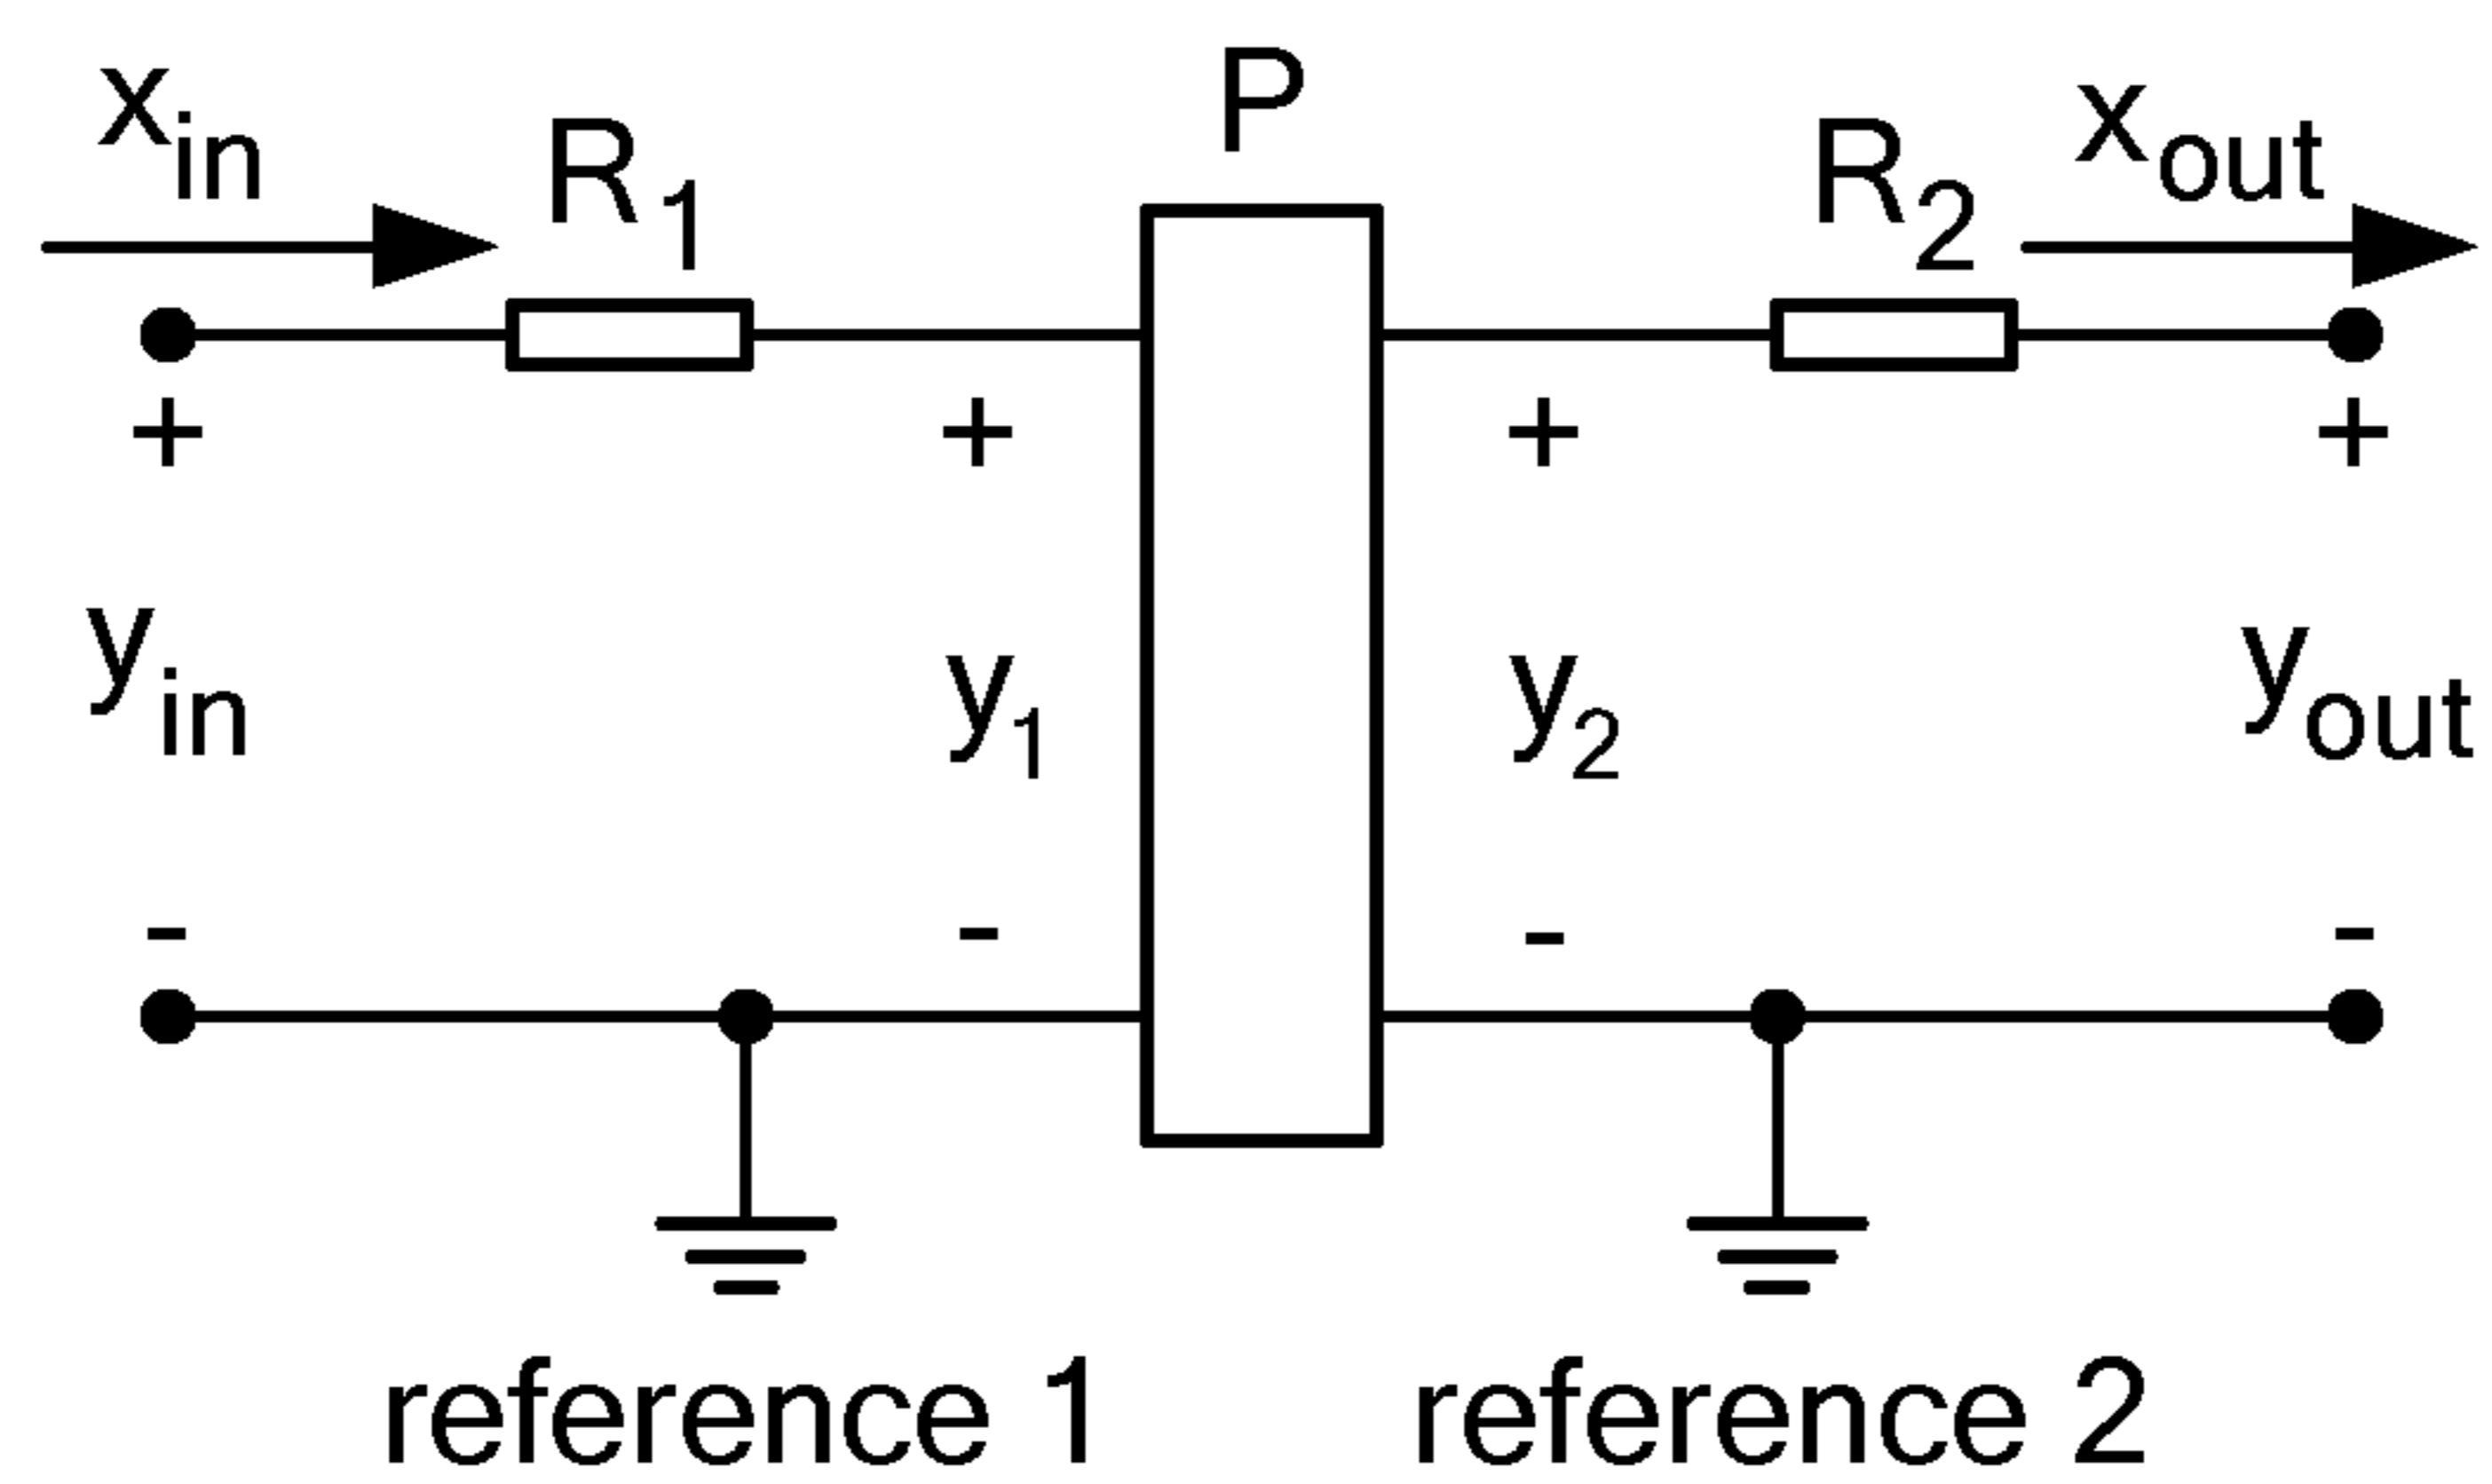 x_in R_1 P R_2 x_out
+ + + +
y_in y_1 y_2 y_out
- - - -
reference 1 reference 2